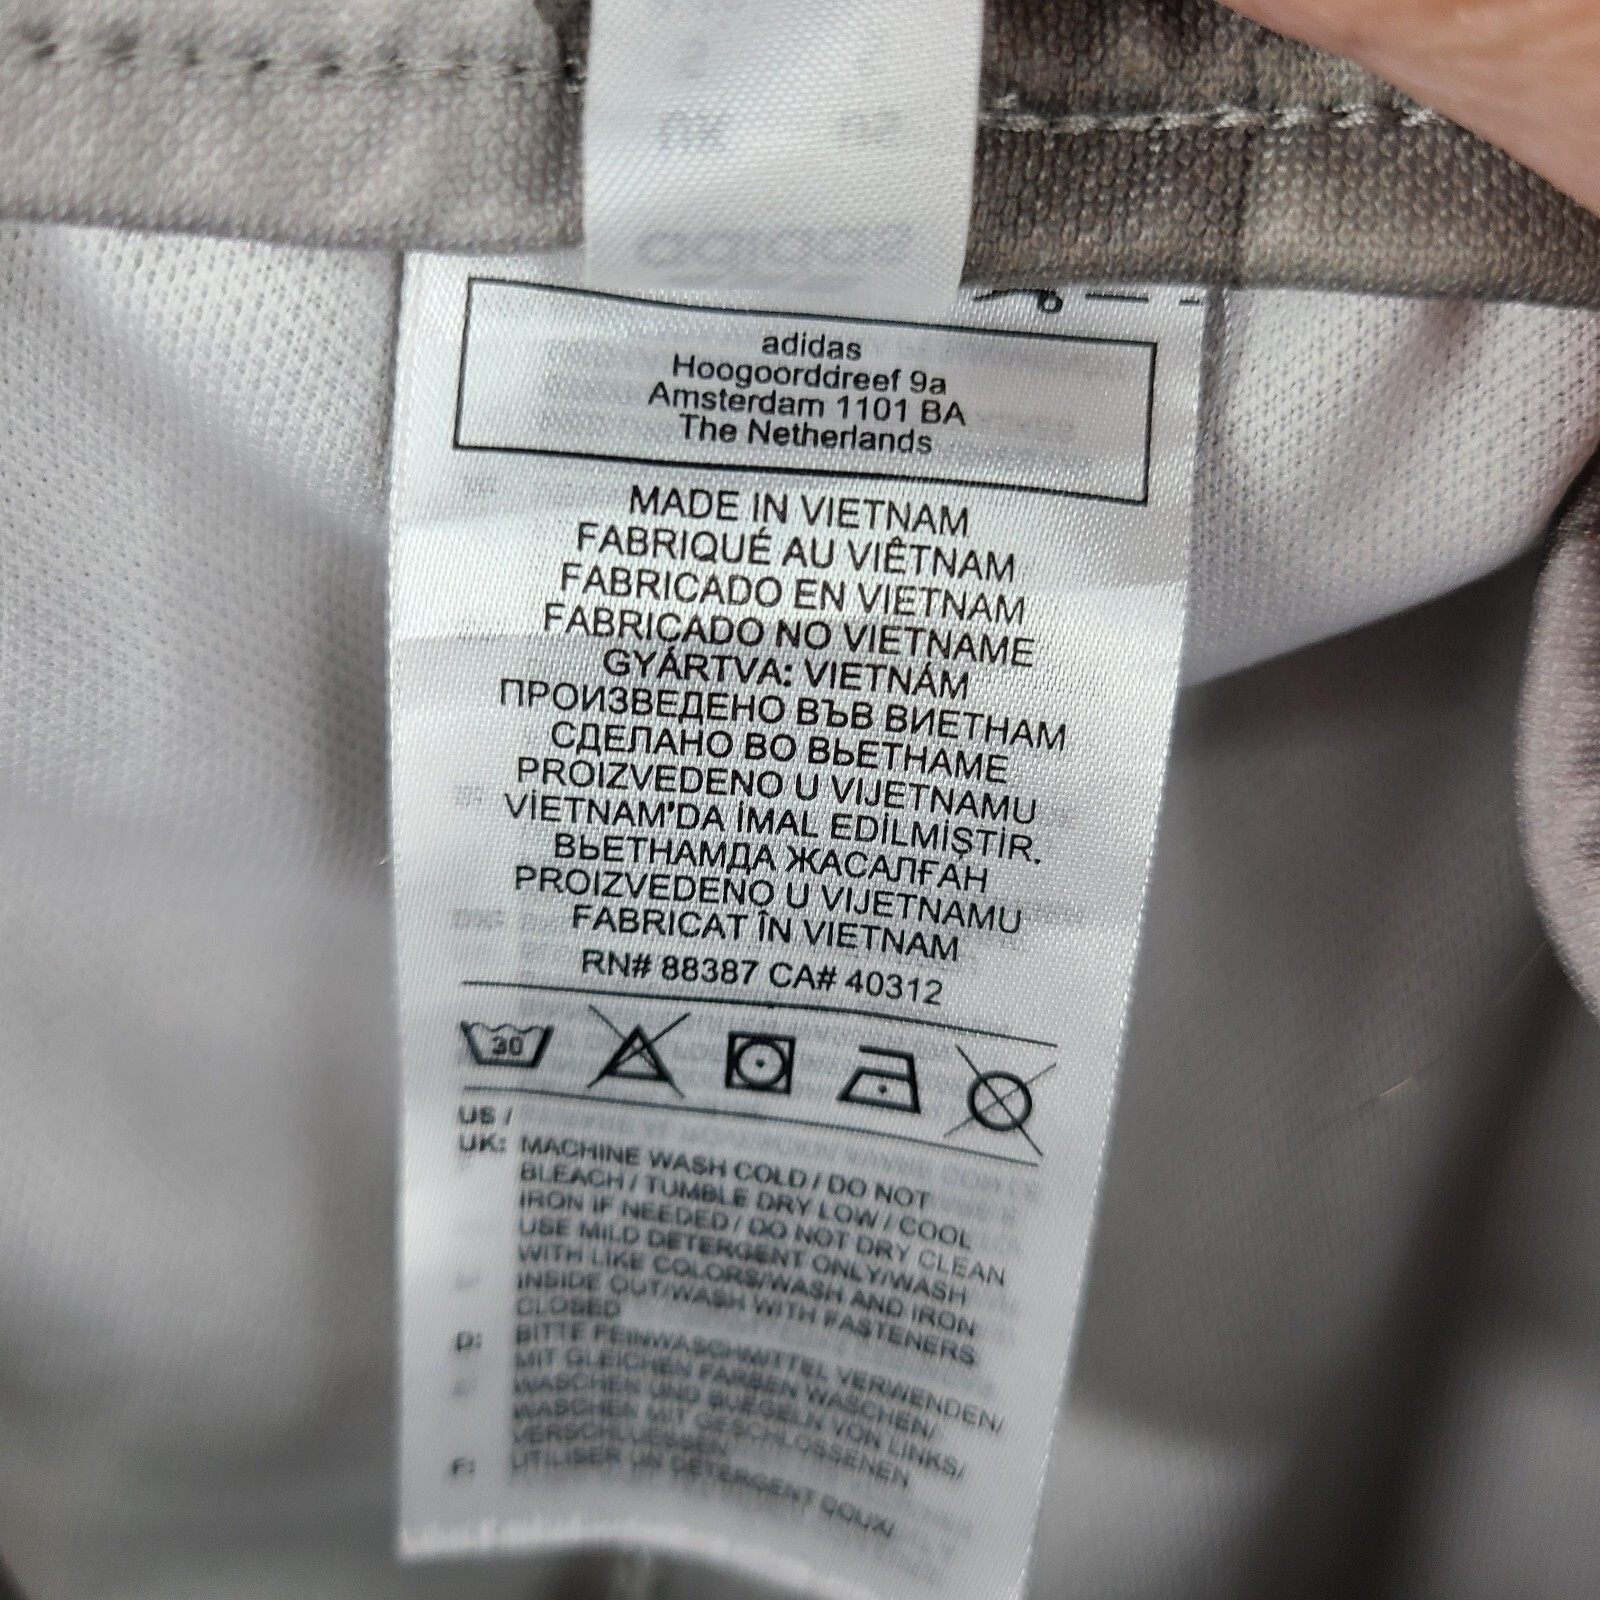 adidas
Hoogoorddreef 9a
Amsterdam 1101 BA
The Netherlands
MADE IN VIETNAM
FABRIQUÉ AU VIÊTNAM
FABRICADO EN VIETNAM
FABRICADO NO VIETNAME
GYÁRTVA: VIETNÁM
ПРОИЗВЕДЕНО ВЪВ ВИЕТНАМ
СДЕЛАНО ВО ВЬЕТНАМЕ
PROIZVEDENO U VIJETNAMU
VİETNAM'DA İMAL EDİLMİŞTİR.
ВЬЕТНАМДА ЖАСАЛҒАН
PROIZVEDENO U VIJETNAMU
FABRICAT ÎN VIETNAM
RN# 88387 CA# 40312
30
US /
UK: MACHINE WASH COLD / DO NOT
BLEACH / TUMBLE DRY LOW / COOL
IRON IF NEEDED / DO NOT DRY CLEAN
USE MILD DETERGENT ONLY/WASH
WITH LIKE COLORS/WASH AND IRON
INSIDE OUT/WASH WITH FASTENERS
CLOSED
D: BITTE FEINWASCHMITTEL VERWENDEN/
MIT GLEICHEN FARBEN WASCHEN/
WASCHEN UND BUEGELN VON LINKS/
WASCHEN MIT GESCHLOSSENEN
VERSCHLUESSEN
F: UTILISER UN DETERGENT DOUX/